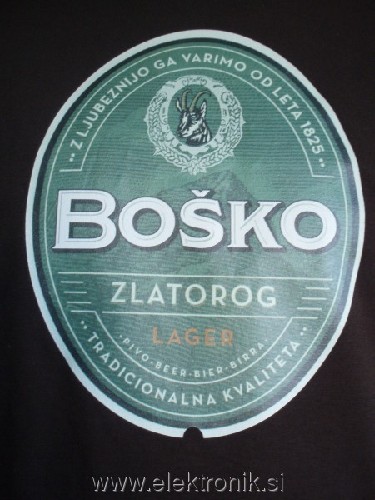 ·· Z LJUBEZNIJO GA VARIMO OD LETA 1825 ··
BOŠKO
ZLATOROG
LAGER
·PIVO·BEER·BIER·BIRRA·
·· TRADICIONALNA KVALITETA ··
www.elektronik.si